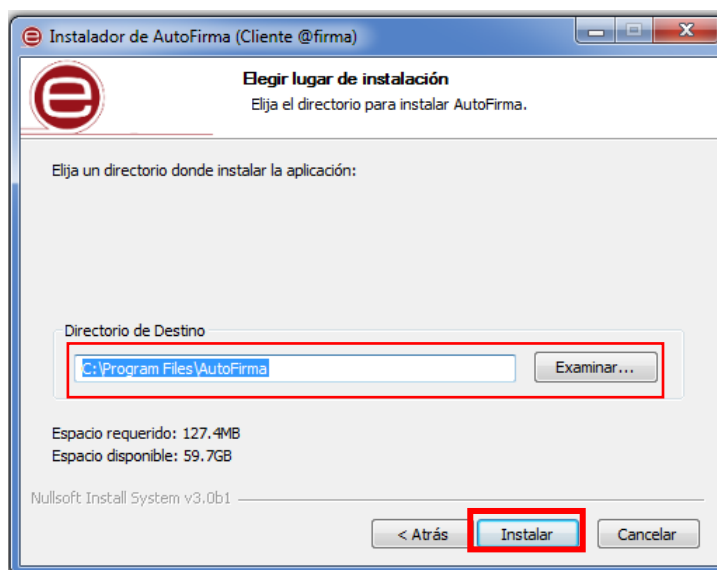 Instalador de AutoFirma (Cliente @firma)
Elegir lugar de instalación
Elija el directorio para instalar AutoFirma.
Elija un directorio donde instalar la aplicación:
Directorio de Destino
C:\Program Files\AutoFirma
Examinar...
Espacio requerido: 127.4MB
Espacio disponible: 59.7GB
Nullsoft Install System v3.0b1
< Atrás
Instalar
Cancelar